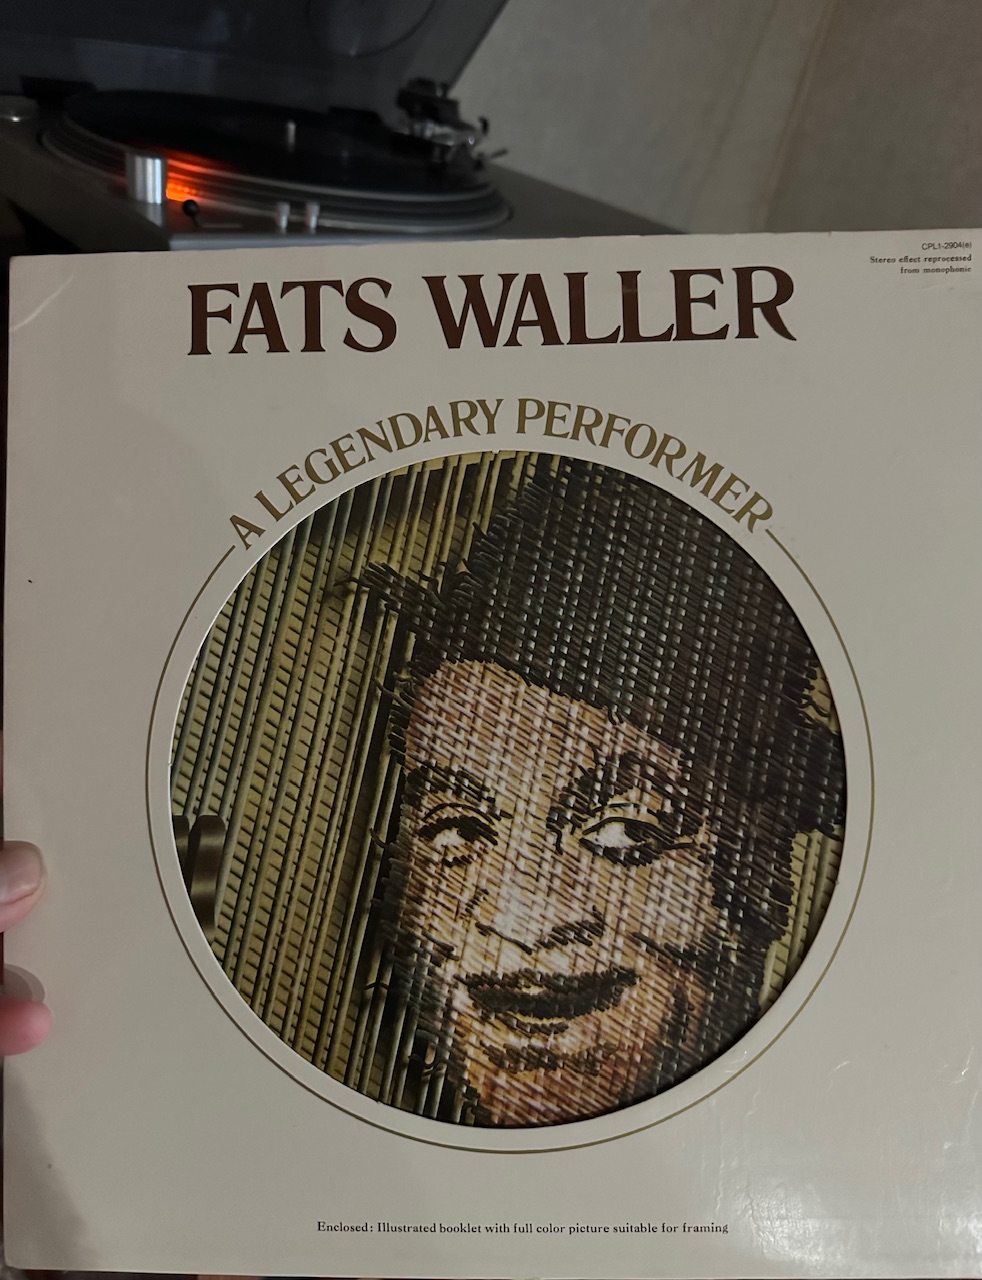 CPL1-2904(e)
Stereo effect reprocessed
from monophonic
FATS WALLER
A LEGENDARY PERFORMER
Enclosed: Illustrated booklet with full color picture suitable for framing